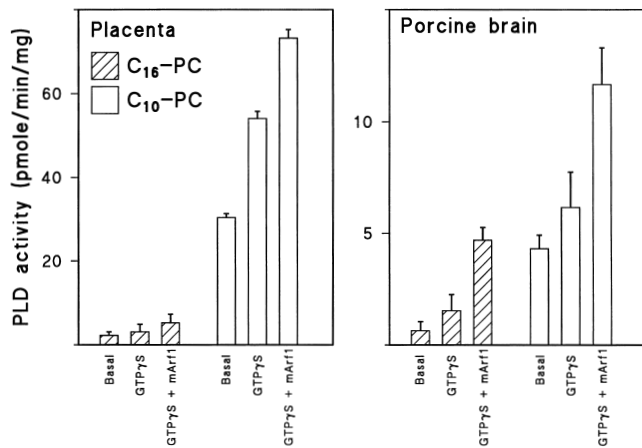 PLD activity (pmole/min/mg)
Placenta
C₁₆–PC
C₁₀–PC
60
40
20
Basal
GTPγS
GTPγS + mArf1
Basal
GTPγS
GTPγS + mArf1
Porcine brain
10
5
Basal
GTPγS
GTPγS + mArf1
Basal
GTPγS
GTPγS + mArf1